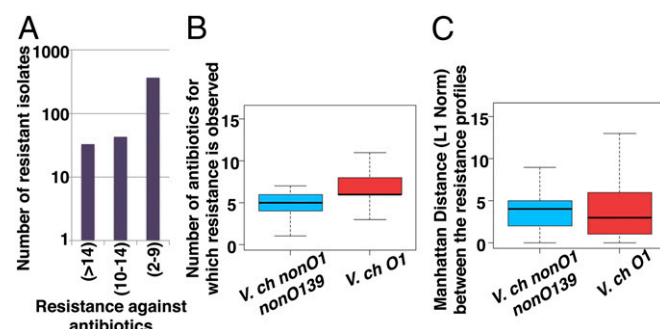 A
Number of resistant isolates
1000
100
10
1
(>14)
(10-14)
(2-9)
Resistance against
antibiotics
B
Number of antibiotics for
which resistance is observed
15
10
5
0
V. ch nonO1
nonO139
V. ch O1
C
Manhattan Distance (L1 Norm)
between the resistance profiles
15
10
5
0
V. ch nonO1
nonO139
V. ch O1